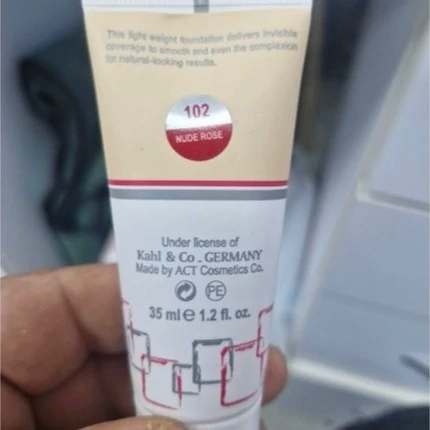 This light weight foundation delivers invisible
coverage to smooth and even the complexion
for natural-looking results.
102
NUDE ROSE
Under license of
Kahl & Co . GERMANY
Made by ACT Cosmetics Co.
PE
35 ml e 1.2 fl. oz.